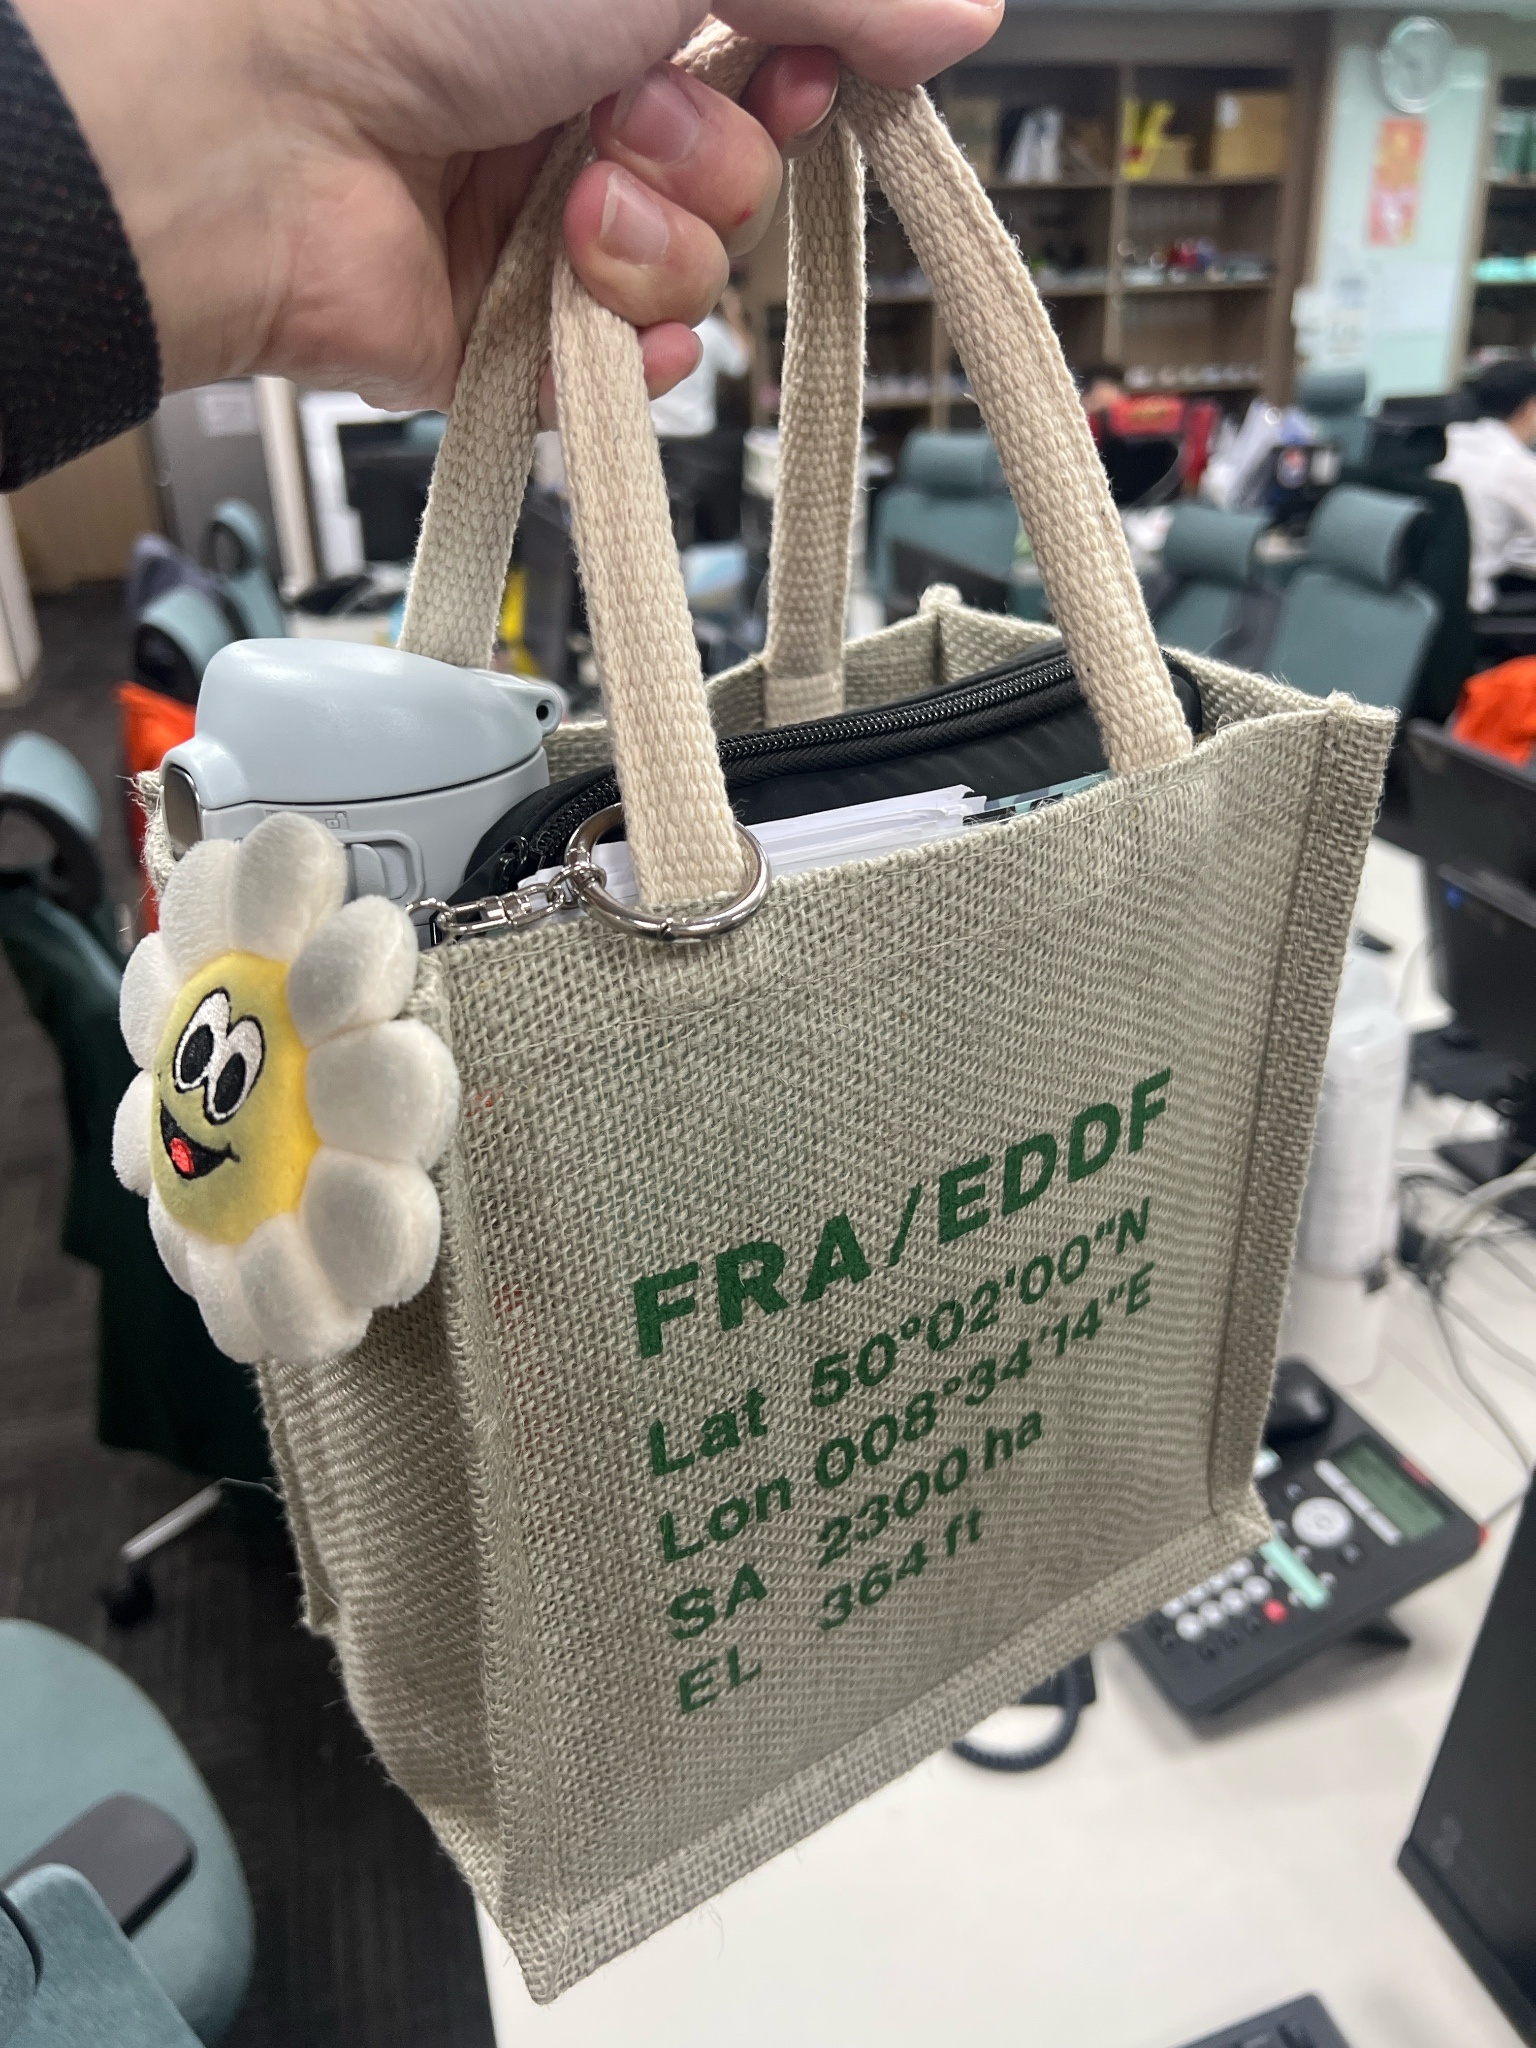 FRA/EDDF
Lat 50°02'00"N
Lon 008°34'14"E
SA 2300 ha
EL 364 ft